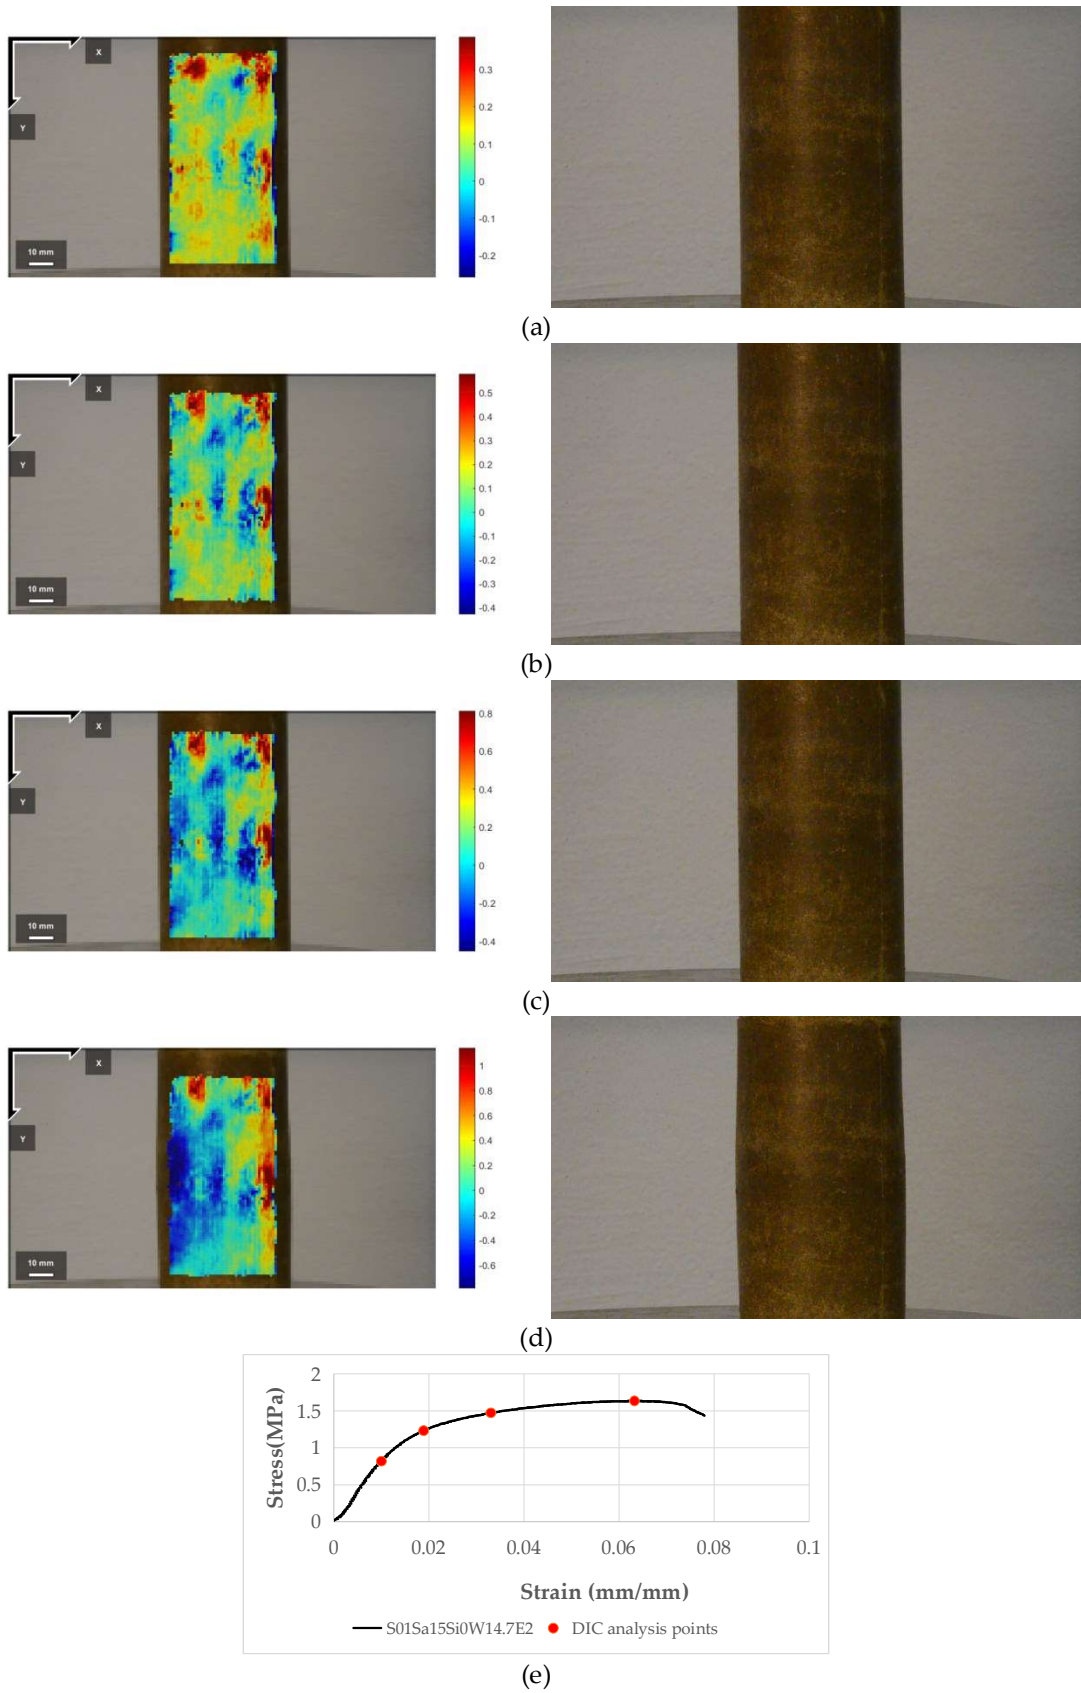 X
Y
10 mm
0.3
0.2
0.1
0
-0.1
-0.2
(a)
X
Y
10 mm
0.5
0.4
0.3
0.2
0.1
0
-0.1
-0.2
-0.3
-0.4
(b)
X
Y
10 mm
0.8
0.6
0.4
0.2
0
-0.2
-0.4
(c)
X
Y
10 mm
1
0.8
0.6
0.4
0.2
0
-0.2
-0.4
-0.6
(d)
Stress(MPa)
2
1.5
1
0.5
0
0 0.02 0.04 0.06 0.08 0.1
Strain (mm/mm)
S01Sa15Si0W14.7E2 DIC analysis points
(e)